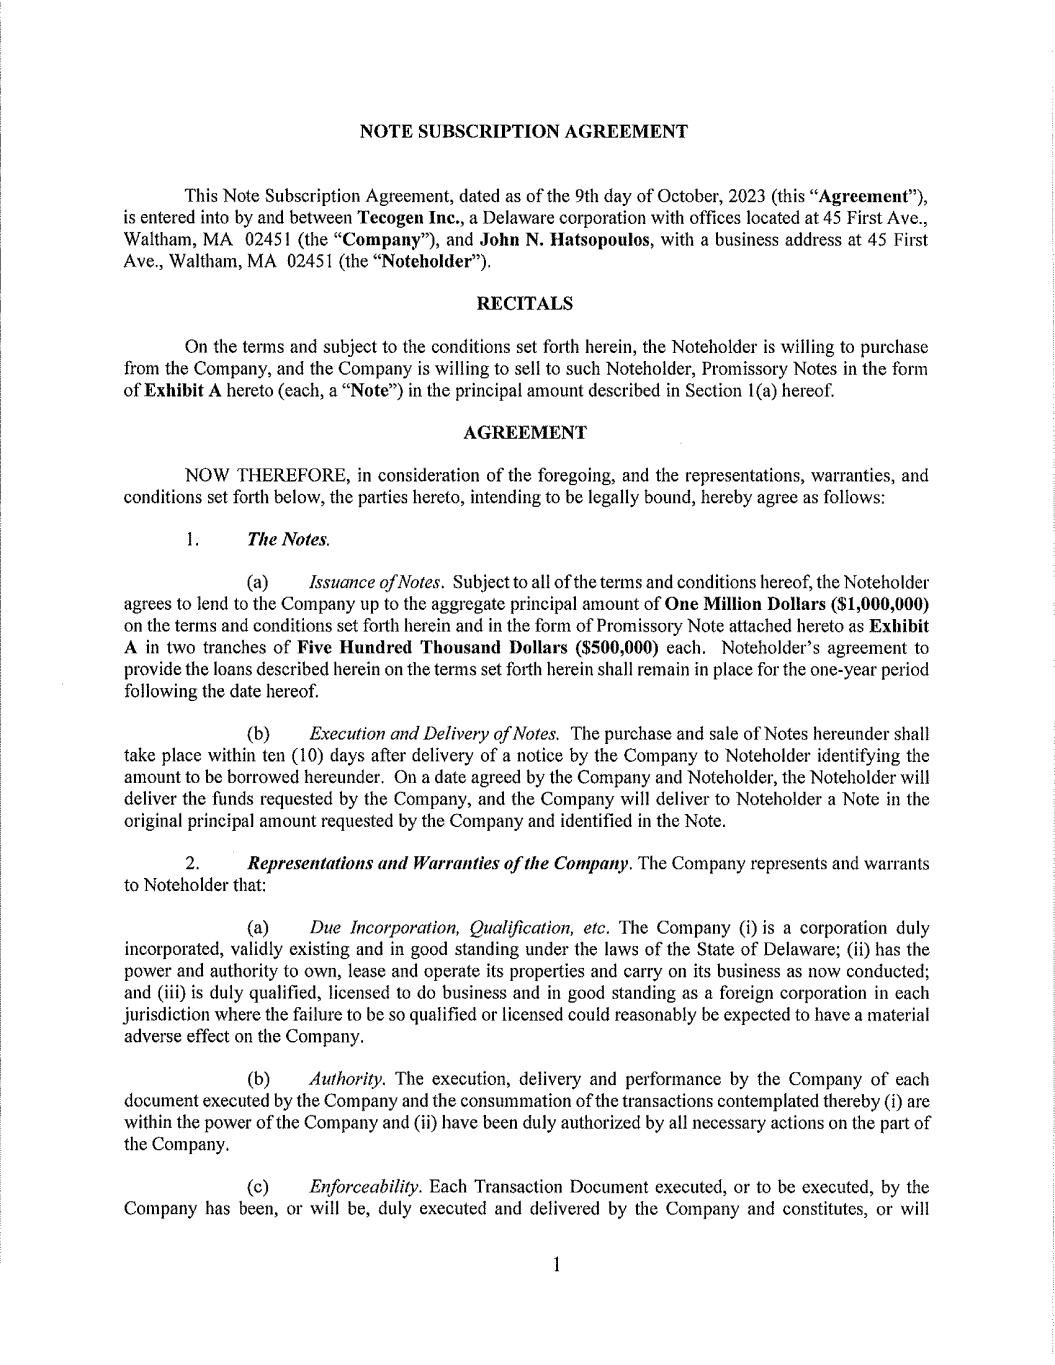 NOTE SUBSCRIPTION AGREEMENT
This Note Subscription Agreement, dated as of the 9th day of October, 2023 (this “Agreement”),
is entered into by and between Tecogen Inc., a Delaware corporation with offices located at 45 First Ave.,
Waltham, MA 02451 (the “Company”), and John N. Hatsopoulos, with a business address at 45 First
Ave., Waltham, MA 02451 (the “Noteholder”).
RECITALS
On the terms and subject to the conditions set forth herein, the Noteholder is willing to purchase
from the Company, and the Company is willing to sell to such Noteholder, Promissory Notes in the form
of Exhibit A hereto (each, a “Note”) in the principal amount described in Section 1(a) hereof.
AGREEMENT
NOW THEREFORE, in consideration of the foregoing, and the representations, warranties, and
conditions set forth below, the parties hereto, intending to be legally bound, hereby agree as follows:
1. The Notes.
(a) Issuance of Notes. Subject to all of the terms and conditions hereof, the Noteholder
agrees to lend to the Company up to the aggregate principal amount of One Million Dollars ($1,000,000)
on the terms and conditions set forth herein and in the form of Promissory Note attached hereto as Exhibit
A in two tranches of Five Hundred Thousand Dollars ($500,000) each. Noteholder’s agreement to
provide the loans described herein on the terms set forth herein shall remain in place for the one-year period
following the date hereof.
(b) Execution and Delivery of Notes. The purchase and sale of Notes hereunder shall
take place within ten (10) days after delivery of a notice by the Company to Noteholder identifying the
amount to be borrowed hereunder. On a date agreed by the Company and Noteholder, the Noteholder will
deliver the funds requested by the Company, and the Company will deliver to Noteholder a Note in the
original principal amount requested by the Company and identified in the Note.
2. Representations and Warranties of the Company. The Company represents and warrants
to Noteholder that:
(a) Due Incorporation, Qualification, etc. The Company (i) is a corporation duly
incorporated, validly existing and in good standing under the laws of the State of Delaware; (ii) has the
power and authority to own, lease and operate its properties and carry on its business as now conducted;
and (iii) is duly qualified, licensed to do business and in good standing as a foreign corporation in each
jurisdiction where the failure to be so qualified or licensed could reasonably be expected to have a material
adverse effect on the Company.
(b) Authority. The execution, delivery and performance by the Company of each
document executed by the Company and the consummation of the transactions contemplated thereby (i) are
within the power of the Company and (ii) have been duly authorized by all necessary actions on the part of
the Company.
(c) Enforceability. Each Transaction Document executed, or to be executed, by the
Company has been, or will be, duly executed and delivered by the Company and constitutes, or will
1